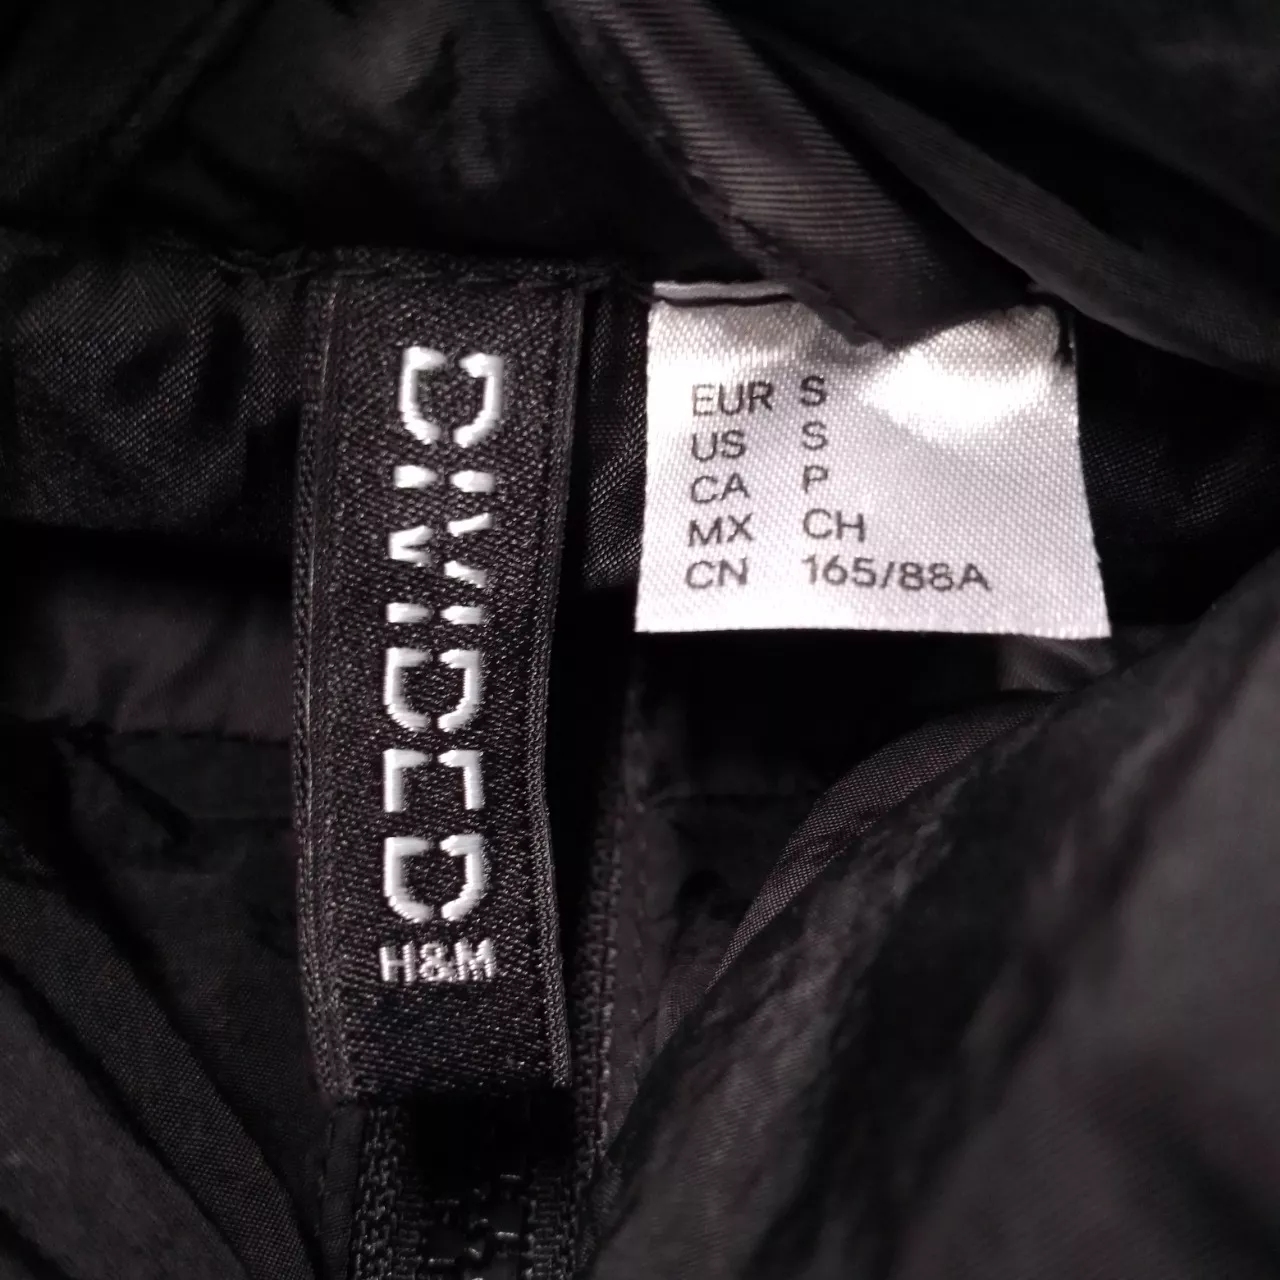 DIVIDED
H&M
EUR S
US S
CA P
MX CH
CN 165/88A